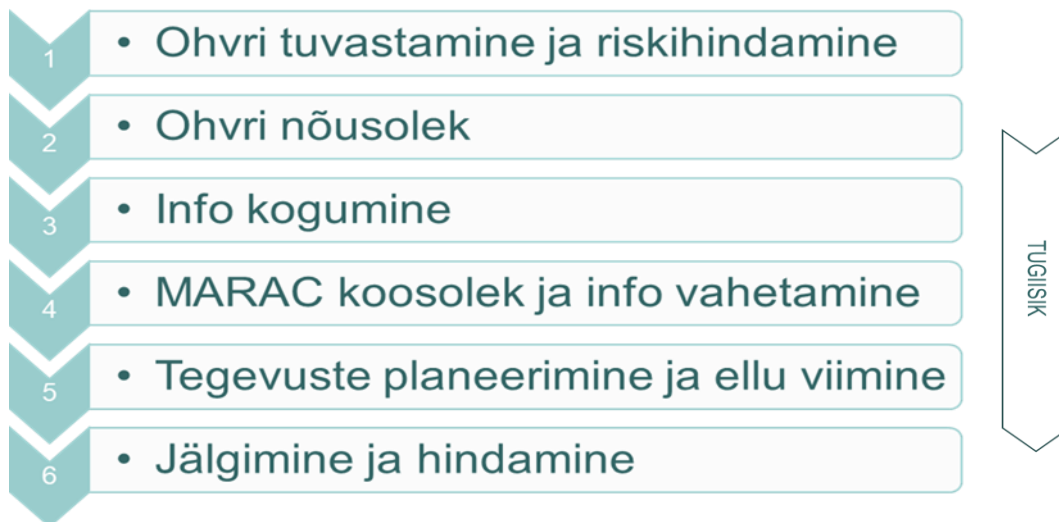 1
• Ohvri tuvastamine ja riskihindamine
2
• Ohvri nõusolek
3
• Info kogumine
4
• MARAC koosolek ja info vahetamine
5
• Tegevuste planeerimine ja ellu viimine
6
• Jälgimine ja hindamine
TUGIISIK